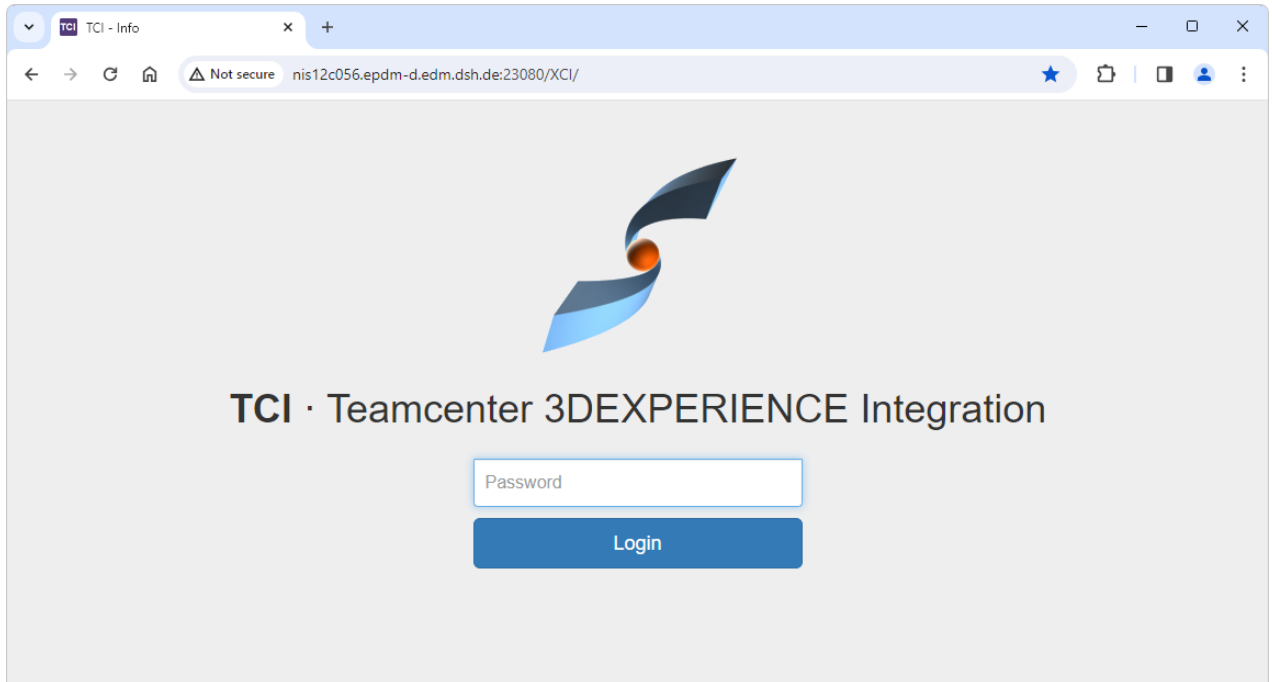 TCI TCI - Info
Not secure nis12c056.epdm-d.edm.dsh.de:23080/XCI/
TCI · Teamcenter 3DEXPERIENCE Integration
Password
Login